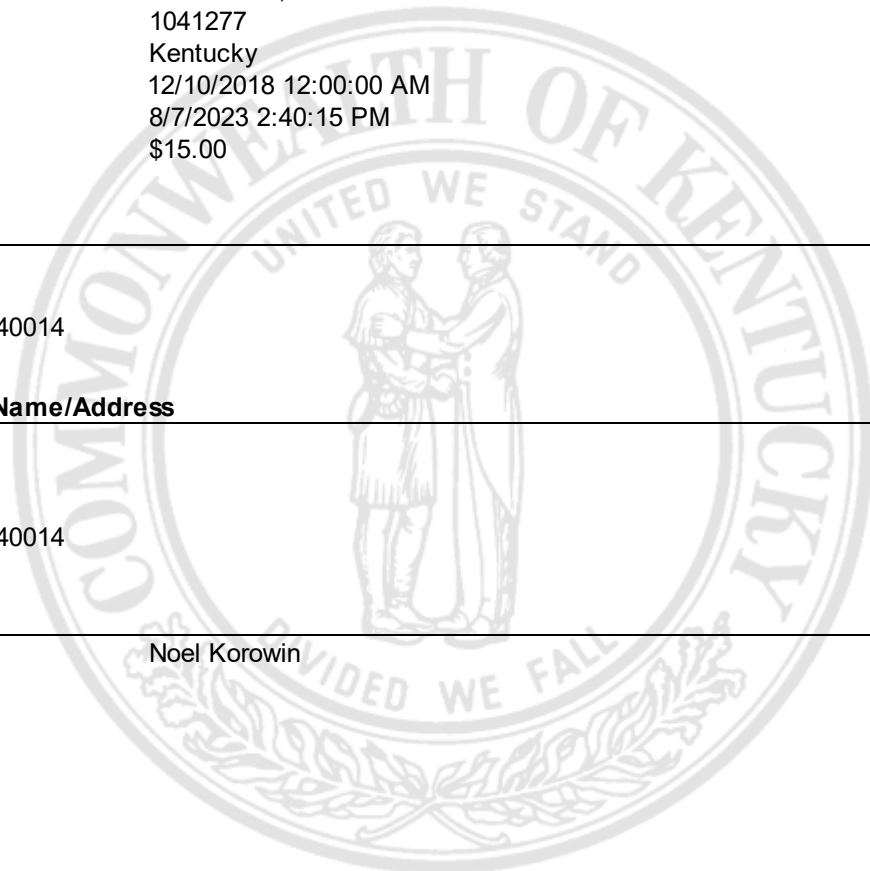 1041277
Kentucky
12/10/2018 12:00:00 AM
8/7/2023 2:40:15 PM
$15.00
40014
Name/Address
40014
Noel Korowin
COMMONWEALTH OF KENTUCKY
UNITED WE STAND
DIVIDED WE FALL